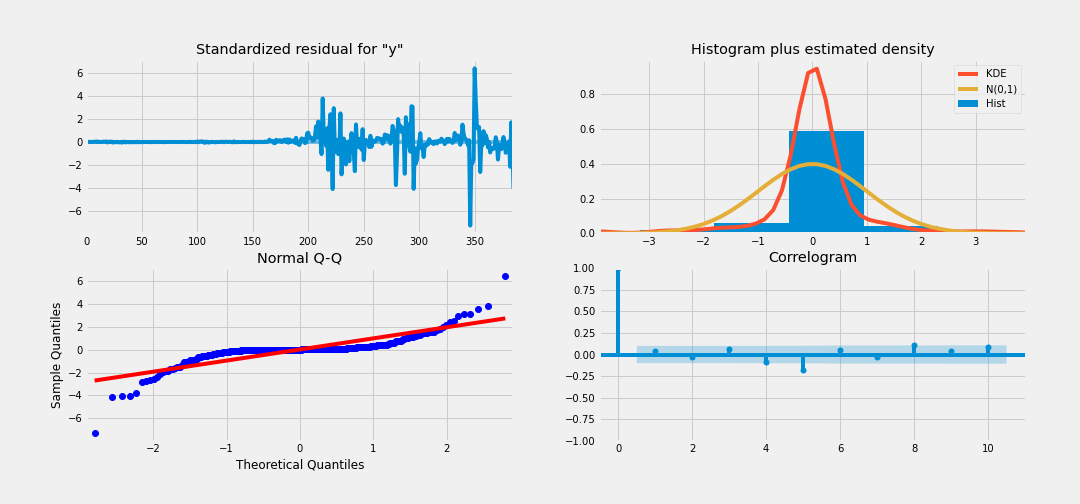 Standardized residual for "y"
6
4
2
0
−2
−4
−6
0 50 100 150 200 250 300 350
Histogram plus estimated density
KDE
N(0,1)
Hist
0.8
0.6
0.4
0.2
0.0
−3 −2 −1 0 1 2 3
Normal Q-Q
Sample Quantiles
6
4
2
0
−2
−4
−6
−2 −1 0 1 2
Theoretical Quantiles
Correlogram
1.00
0.75
0.50
0.25
0.00
−0.25
−0.50
−0.75
−1.00
0 2 4 6 8 10